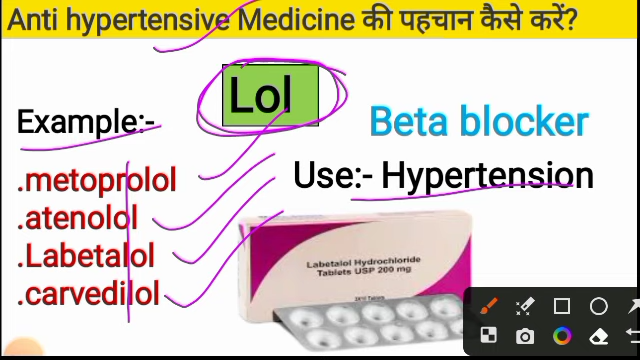 Anti hypertensive Medicine की पहचान कैसे करें?
Lol
Example:-
Beta blocker
.metoprolol
Use:- Hypertension
.atenolol
.Labetalol
.carvedilol
Labetalol Hydrochloride
Tablets USP 200 mg